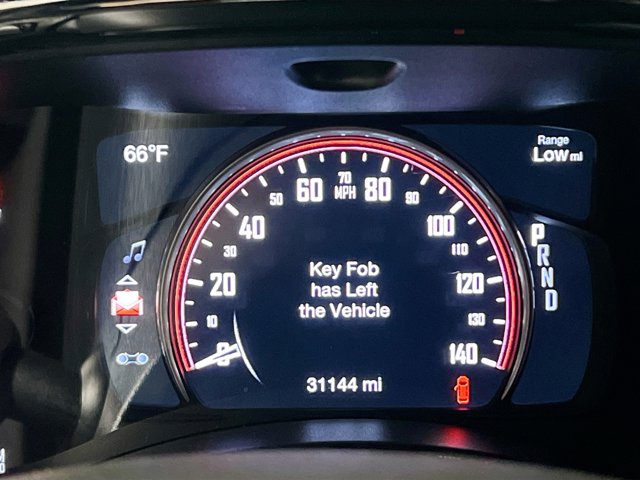 66°F
Range
Low mi
0
10
20
30
40
50
60
70
MPH
80
90
100
110
120
130
140
Key Fob
has Left
the Vehicle
31144 mi
P
R
N
D